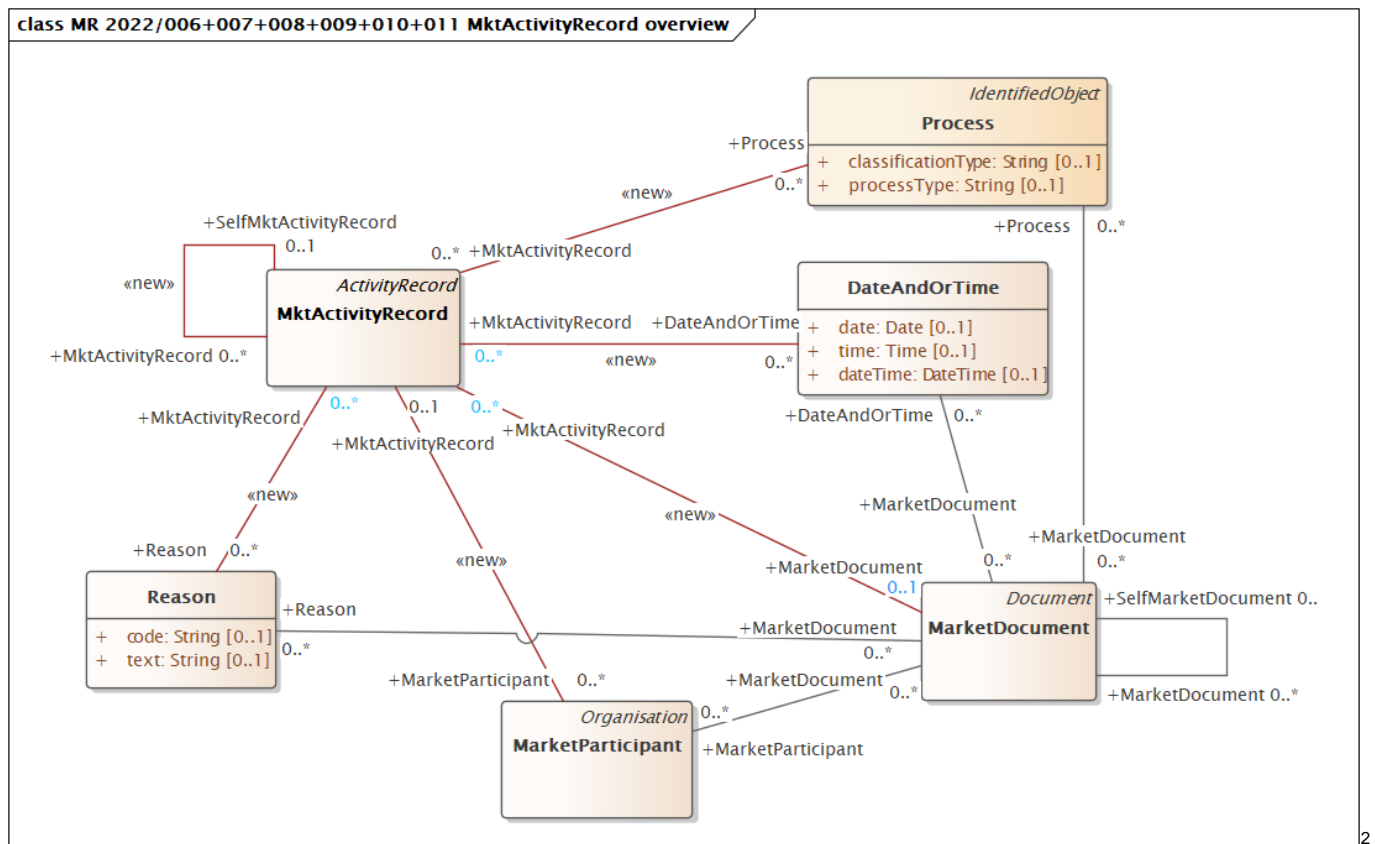 class MR 2022/006+007+008+009+010+011 MktActivityRecord overview
IdentifiedObject
Process
+ classificationType: String [0..1]
+ processType: String [0..1]
+Process
0..*
«new»
+Process 0..*
+SelfMktActivityRecord
0..1
«new»
0..* +MktActivityRecord
ActivityRecord
MktActivityRecord
+MktActivityRecord 0..*
+MktActivityRecord +DateAndOrTime
0..* «new» 0..*
DateAndOrTime
+ date: Date [0..1]
+ time: Time [0..1]
+ dateTime: DateTime [0..1]
+MktActivityRecord
0..*
0..1
+MktActivityRecord
0..*
+MktActivityRecord
+DateAndOrTime 0..*
«new»
«new»
«new»
+MarketDocument
0..*
+MarketDocument
0..*
+Reason 0..*
+MarketDocument
0..1
Reason
+ code: String [0..1]
+ text: String [0..1]
+Reason
0..*
+MarketDocument
0..*
Document
MarketDocument
+SelfMarketDocument 0..
+MarketDocument 0..*
+MarketParticipant 0..*
+MarketDocument
0..*
Organisation
MarketParticipant
0..*
+MarketParticipant
2